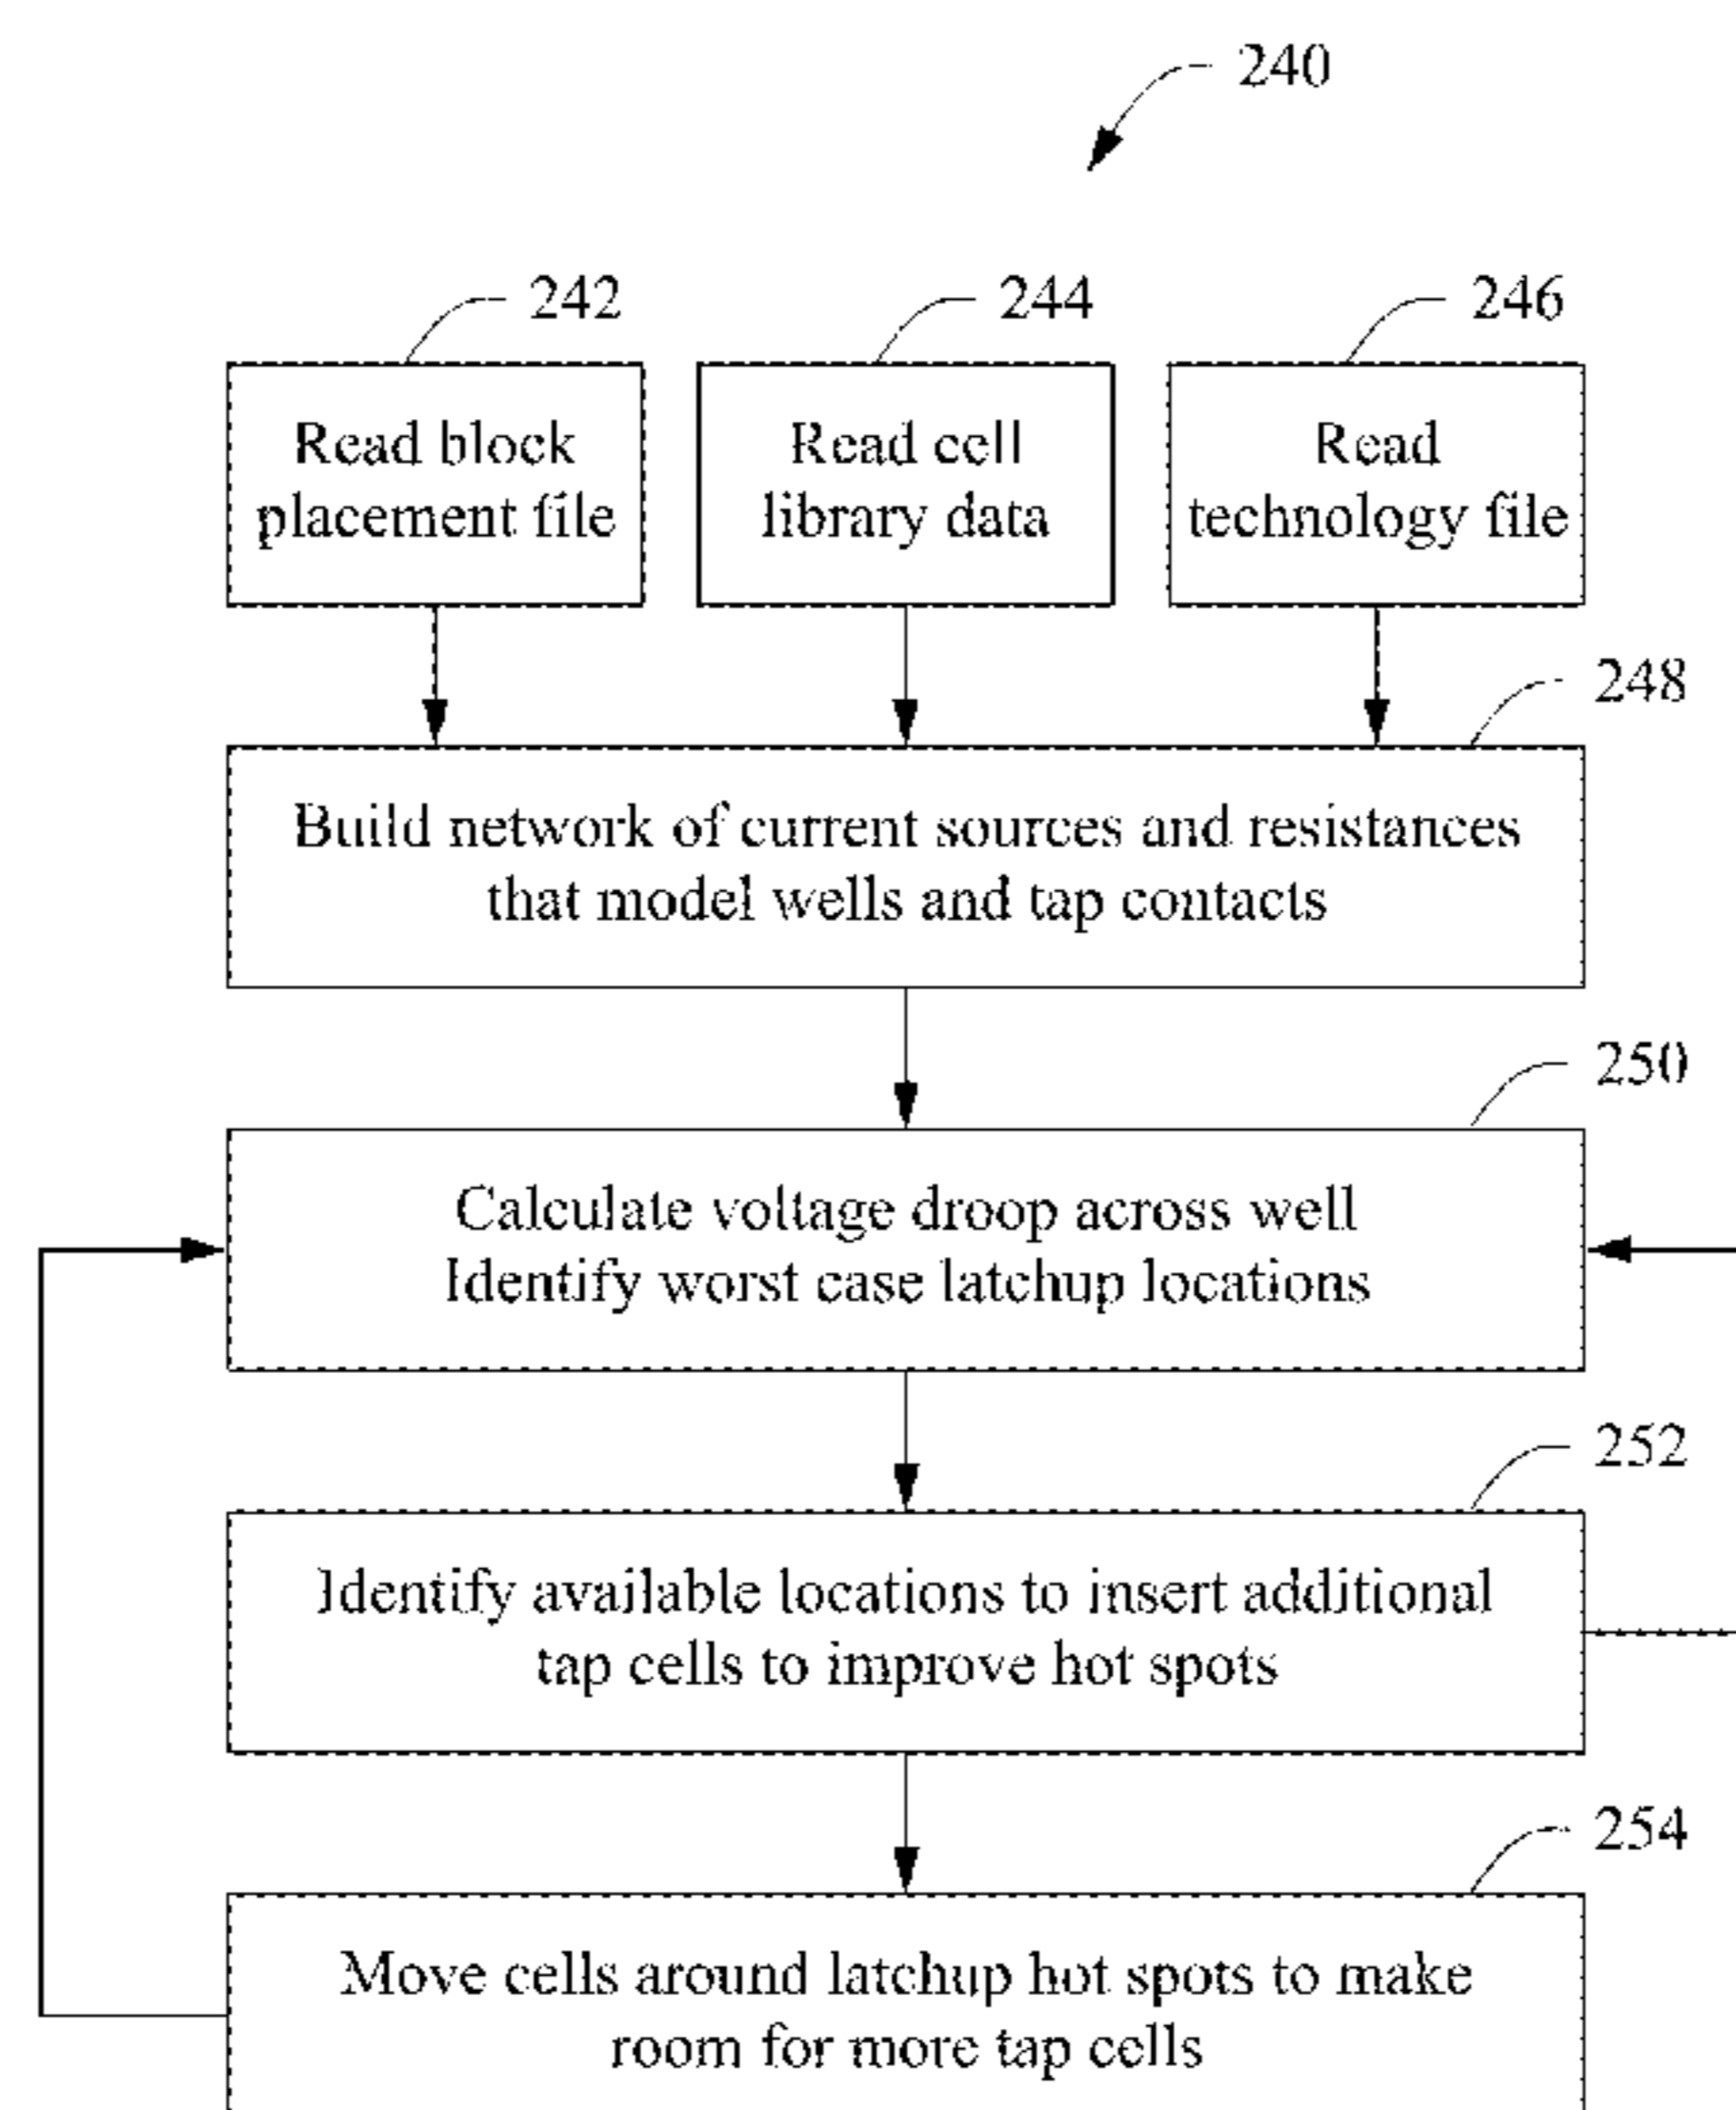 240
242
244
246
Read block
placement file
Read cell
library data
Read
technology file
248
Build network of current sources and resistances
that model wells and tap contacts
250
Calculate voltage droop across well
Identify worst case latchup locations
252
Identify available locations to insert additional
tap cells to improve hot spots
254
Move cells around latchup hot spots to make
room for more tap cells